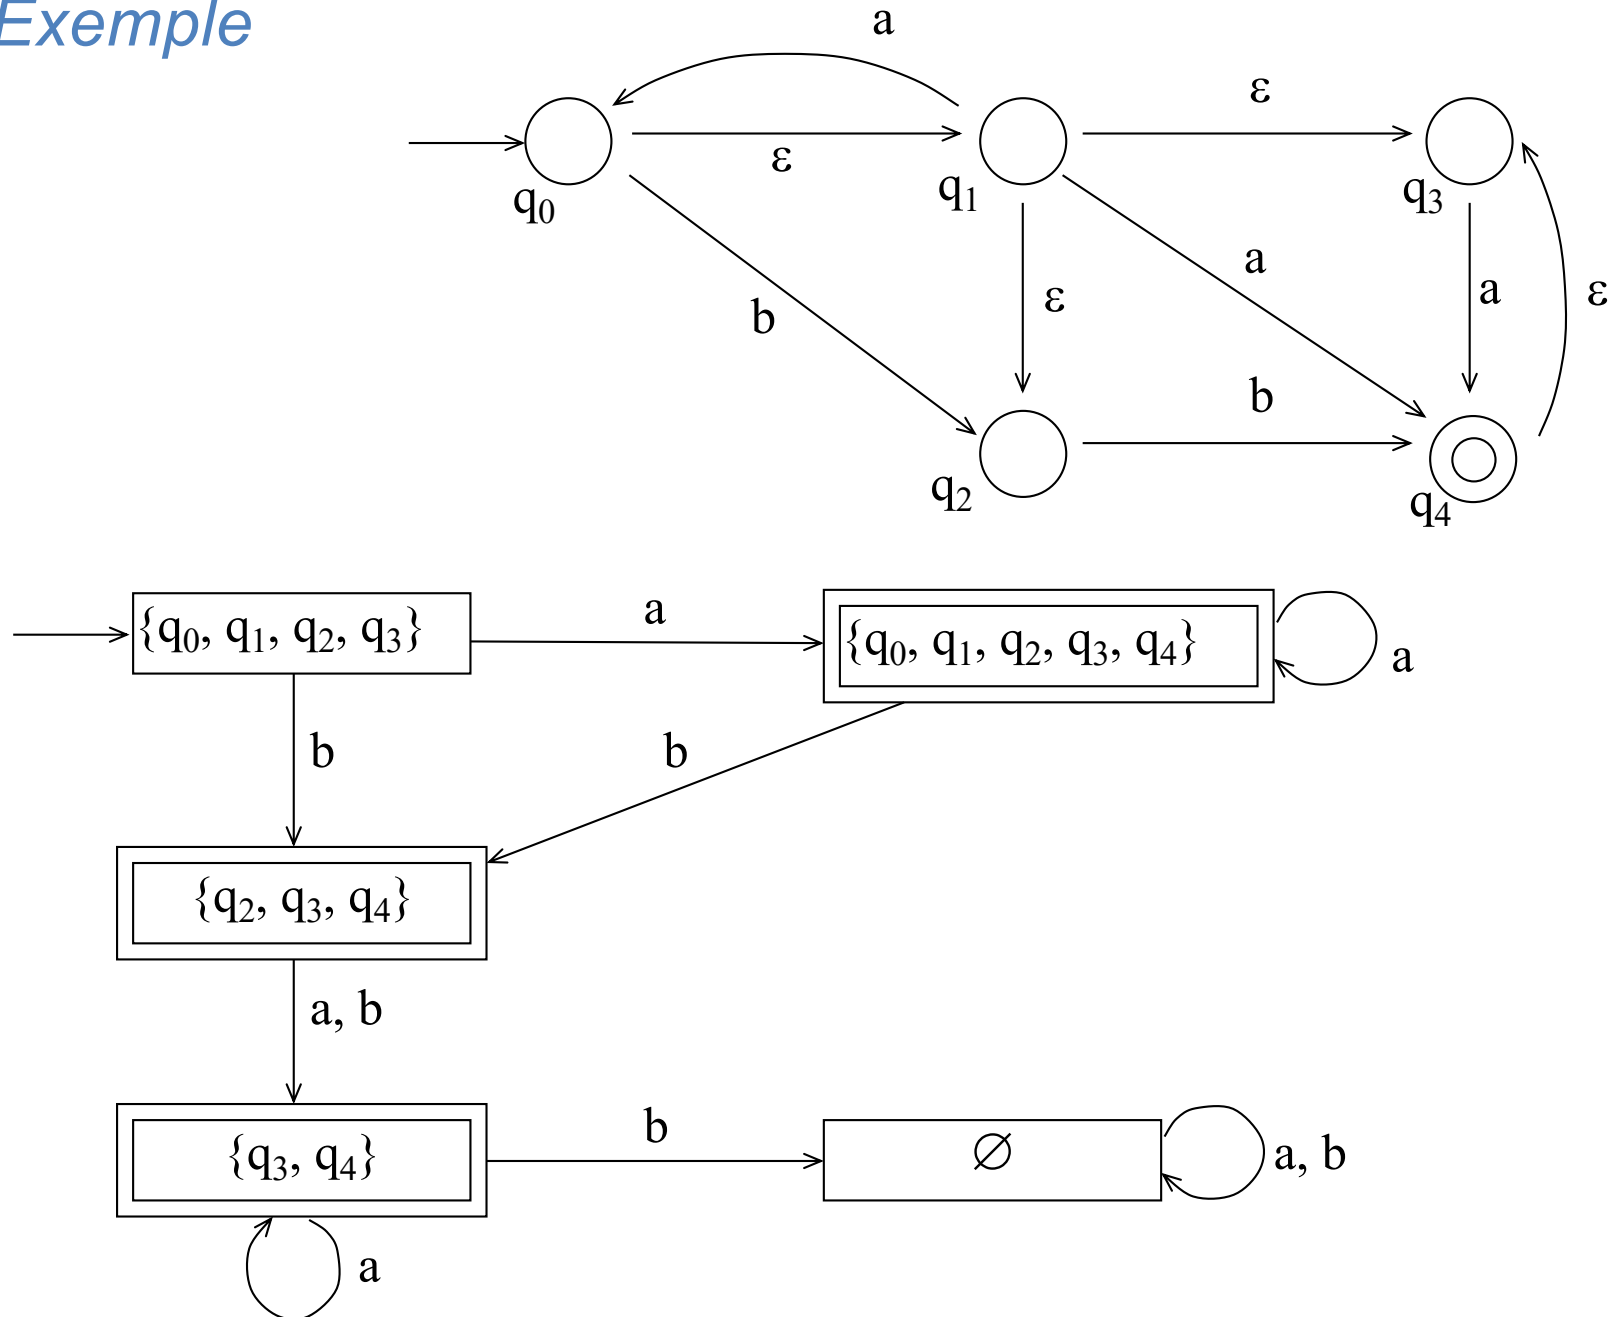 Exemple
a
ε
ε
q₀
q₁
q₃
a
b
ε
a
ε
b
q₂
q₄
{q₀, q₁, q₂, q₃}
a
{q₀, q₁, q₂, q₃, q₄}
a
b
b
{q₂, q₃, q₄}
a, b
{q₃, q₄}
b
∅
a, b
a